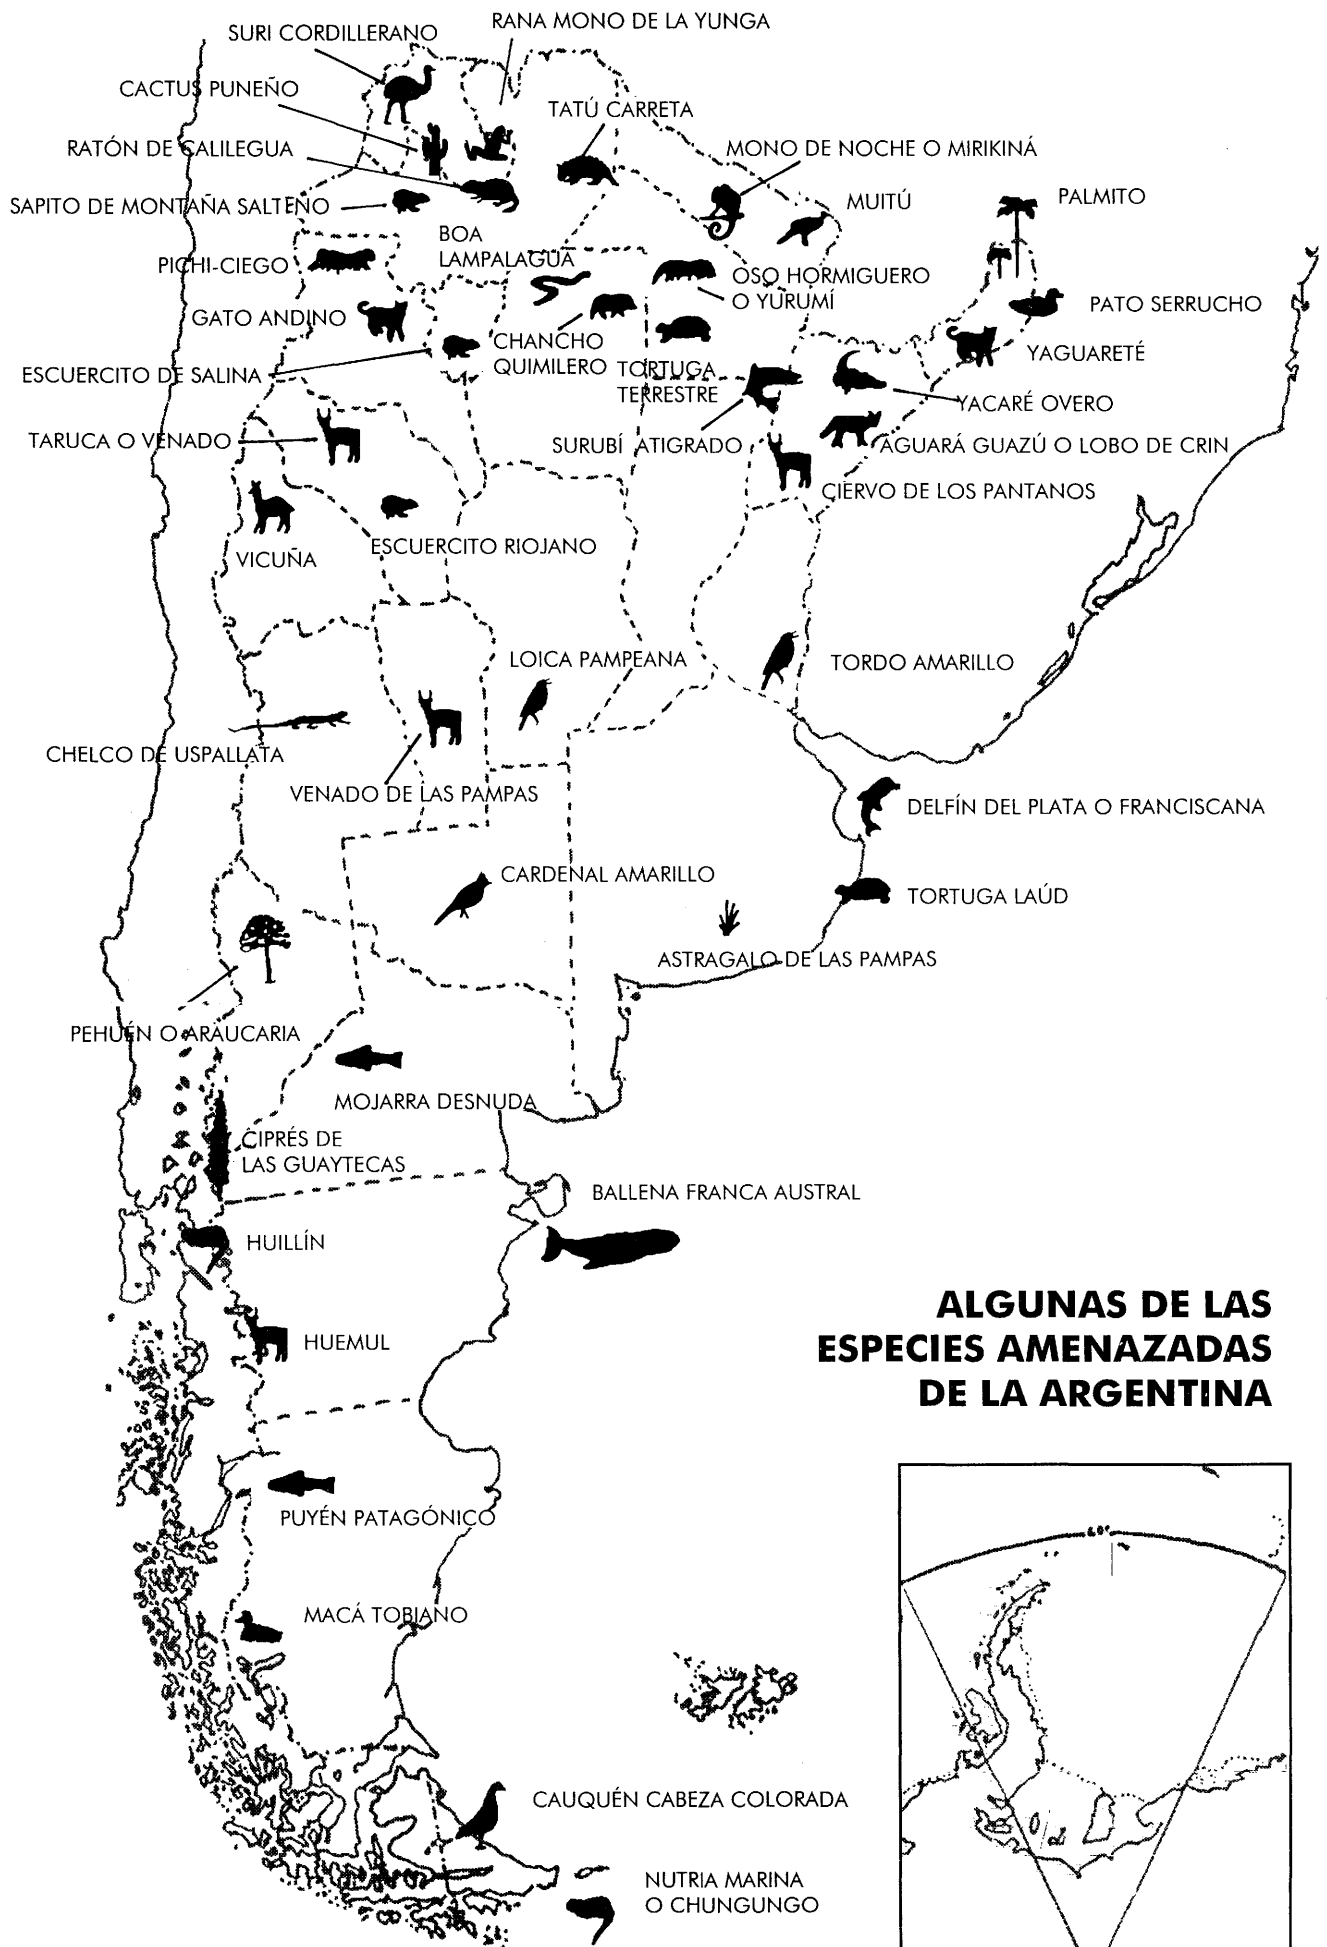 RANA MONO DE LA YUNGA
SURI CORDILLERANO
CACTUS PUNEÑO
TATÚ CARRETA
RATÓN DE CALILEGUA
MONO DE NOCHE O MIRIKINÁ
PALMITO
MUITÚ
SAPITO DE MONTAÑA SALTEÑO
BOA
LAMPALAGUA
PICHI-CIEGO
OSO HORMIGUERO
O YURUMÍ
PATO SERRUCHO
GATO ANDINO
CHANCHO
QUIMILERO
YAGUARETÉ
ESCUERCITO DE SALINA
TORTUGA
TERRESTRE
YACARÉ OVERO
TARUCA O VENADO
SURUBÍ ATIGRADO
AGUARÁ GUAZÚ O LOBO DE CRIN
CIERVO DE LOS PANTANOS
VICUÑA
ESCUERCITO RIOJANO
LOICA PAMPEANA
TORDO AMARILLO
CHELCO DE USPALLATA
VENADO DE LAS PAMPAS
DELFÍN DEL PLATA O FRANCISCANA
CARDENAL AMARILLO
TORTUGA LAÚD
ASTRAGALO DE LAS PAMPAS
PEHUÉN O ARAUCARIA
MOJARRA DESNUDA
CIPRÉS DE
LAS GUAYTECAS
BALLENA FRANCA AUSTRAL
HUILLÍN
HUEMUL
ALGUNAS DE LAS
ESPECIES AMENAZADAS
DE LA ARGENTINA
PUYÉN PATAGÓNICO
MACÁ TOBIANO
CAUQUÉN CABEZA COLORADA
NUTRIA MARINA
O CHUNGUNGO